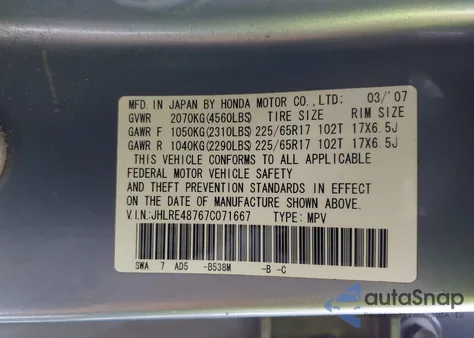 MFD. IN JAPAN BY HONDA MOTOR CO., LTD: 03/'07
GVWR 2070KG(4560LBS) TIRE SIZE RIM SIZE
GAWR F 1050KG(2310LBS) 225/65R17 102T 17X6.5J
GAWR R 1040KG(2290LBS) 225/65R17 102T 17X6.5J
THIS VEHICLE CONFORMS TO ALL APPLICABLE
FEDERAL MOTOR VEHICLE SAFETY
AND THEFT PREVENTION STANDARDS IN EFFECT
ON THE DATE OF MANUFACTURE SHOWN ABOVE.
V.I.N:JHLRE48767C071667 TYPE: MPV
SWA 7 AD5 -B538M -B -C
autoSnap